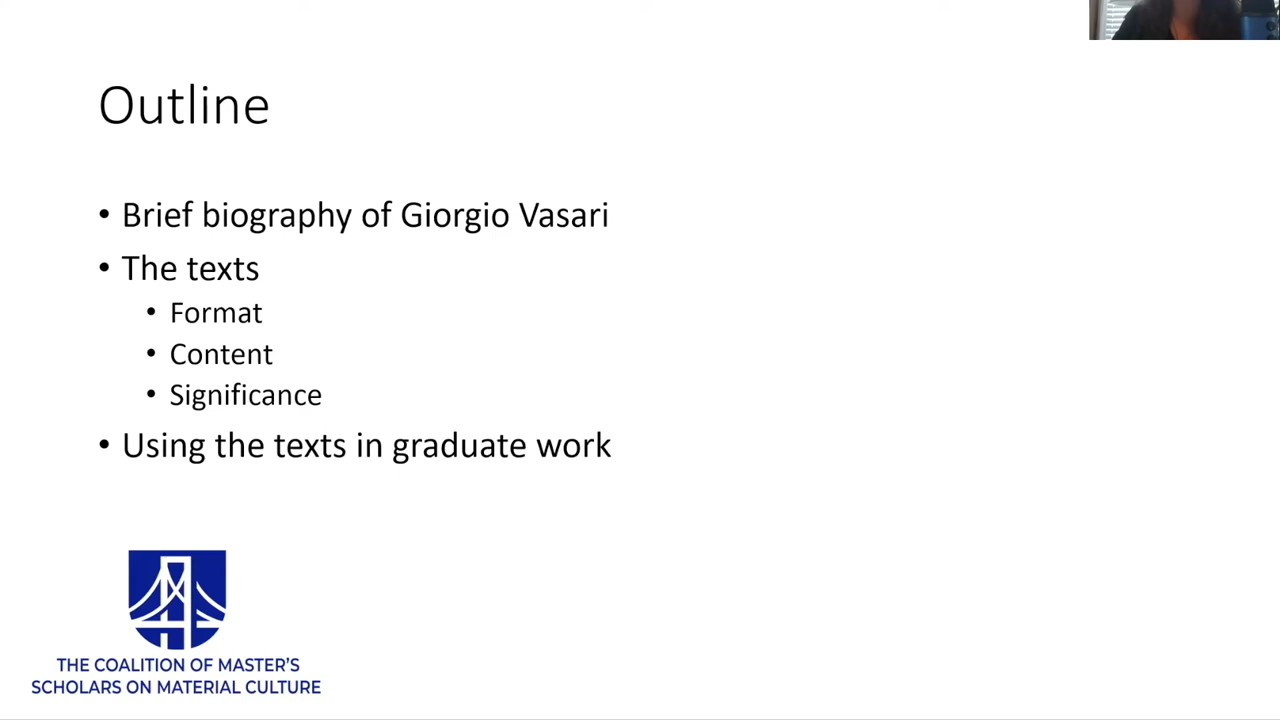 Outline
• Brief biography of Giorgio Vasari
• The texts
• Format
• Content
• Significance
• Using the texts in graduate work
THE COALITION OF MASTER'S
SCHOLARS ON MATERIAL CULTURE